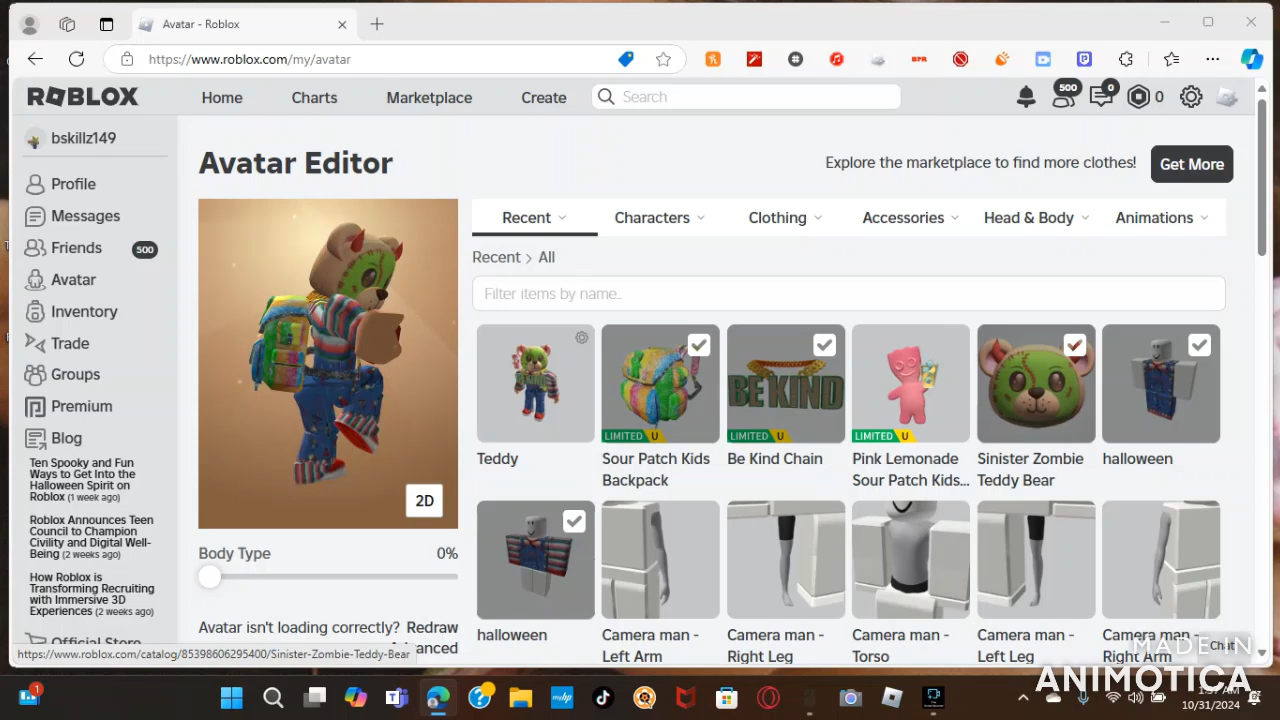 Avatar - Roblox
https://www.roblox.com/my/avatar
ROBLOX
Home
Charts
Marketplace
Create
Search
500
0
0
bskillz149
Profile
Messages
Friends
500
Avatar
Inventory
Trade
Groups
Premium
Blog
Ten Spooky and Fun
Ways to Get Into the
Halloween Spirit on
Roblox (1 week ago)
Roblox Announces Teen
Council to Champion
Civility and Digital Well-
Being (2 weeks ago)
How Roblox is
Transforming Recruiting
with Immersive 3D
Experiences (2 weeks ago)
Official Store
Avatar Editor
Explore the marketplace to find more clothes!
Get More
2D
Body Type
0%
Avatar isn't loading correctly? Redraw
Recent
Characters
Clothing
Accessories
Head & Body
Animations
Recent > All
Filter items by name..
BE KIND
LIMITED U
LIMITED U
LIMITED U
Teddy
Sour Patch Kids
Backpack
Be Kind Chain
Pink Lemonade
Sour Patch Kids...
Sinister Zombie
Teddy Bear
halloween
halloween
Camera man -
Left Arm
Camera man -
Right Leg
Camera man -
Torso
Camera man -
Left Leg
Camera man -
Right Arm
Chat
https://www.roblox.com/catalog/85398606295400/Sinister-Zombie-Teddy-Bear
MADE IN
ANIMOTICA
1
10/31/2024